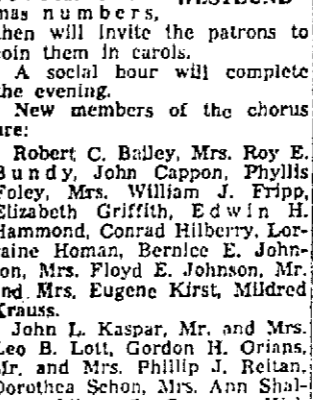 mas numbers,
then will invite the patrons to
join them in carols.
A social hour will complete
the evening.
New members of the chorus
are:
Robert C. Bailey, Mrs. Roy E.
Bundy, John Cappon, Phyllis
Foley, Mrs. William J. Fripp,
Elizabeth Griffith, Edwin H.
Hammond, Conrad Hilberry, Lor-
raine Homan, Bernice E. John-
son, Mrs. Floyd E. Johnson, Mr.
and Mrs. Eugene Kirst, Mildred
Krauss.
John L. Kaspar, Mr. and Mrs.
Leo B. Lott, Gordon H. Orians,
Mr. and Mrs. Phillip J. Reitan,
Dorothea Schon, Mrs. Ann Shal-